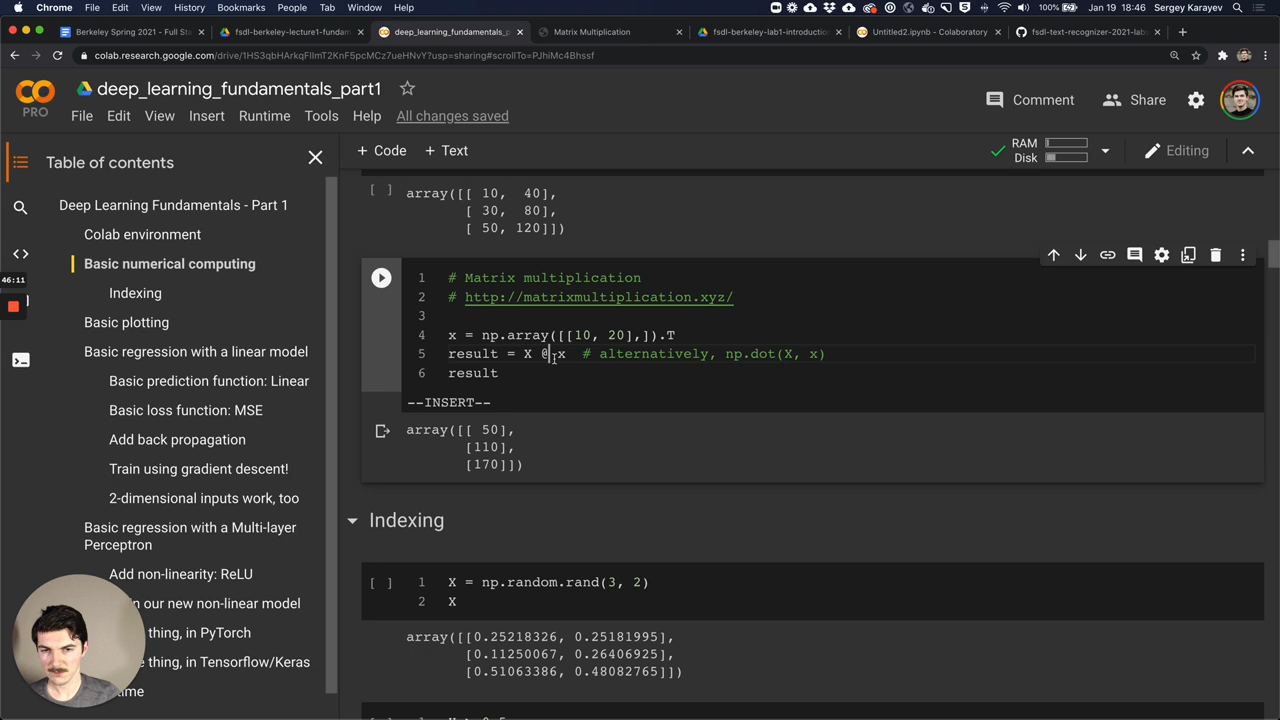 Chrome File Edit View History Bookmarks People Tab Window Help 100% Jan 19 18:46 Sergey Karayev
Berkeley Spring 2021 - Full Sta fsdl-berkeley-lecture1-fundam deep_learning_fundamentals_p Matrix Multiplication fsdl-berkeley-lab1-introduction Untitled2.ipynb - Colaboratory fsdl-text-recognizer-2021-labs
colab.research.google.com/drive/1HS3qbHArkqFIImT2KnF5pcMCz7ueHNvY?usp=sharing#scrollTo=PJhiMc4Bhssf
deep_learning_fundamentals_part1
PRO
File Edit View Insert Runtime Tools Help All changes saved
Comment Share
Table of contents
+ Code + Text
RAM
Disk
Editing
Deep Learning Fundamentals - Part 1
Colab environment
Basic numerical computing
Indexing
Basic plotting
Basic regression with a linear model
Basic prediction function: Linear
Basic loss function: MSE
Add back propagation
Train using gradient descent!
2-dimensional inputs work, too
Basic regression with a Multi-layer
Perceptron
Add non-linearity: ReLU
n our new non-linear model
thing, in PyTorch
thing, in Tensorflow/Keras
time
46:11
[ ] array([[ 10, 40],
[ 30, 80],
[ 50, 120]])
1 # Matrix multiplication
2 # http://matrixmultiplication.xyz/
3
4 x = np.array([[10, 20],]).T
5 result = X @ x # alternatively, np.dot(X, x)
6 result
--INSERT--
array([[ 50],
[110],
[170]])
Indexing
[ ] 1 X = np.random.rand(3, 2)
2 X
array([[0.25218326, 0.25181995],
[0.11250067, 0.26406925],
[0.51063386, 0.48082765]])